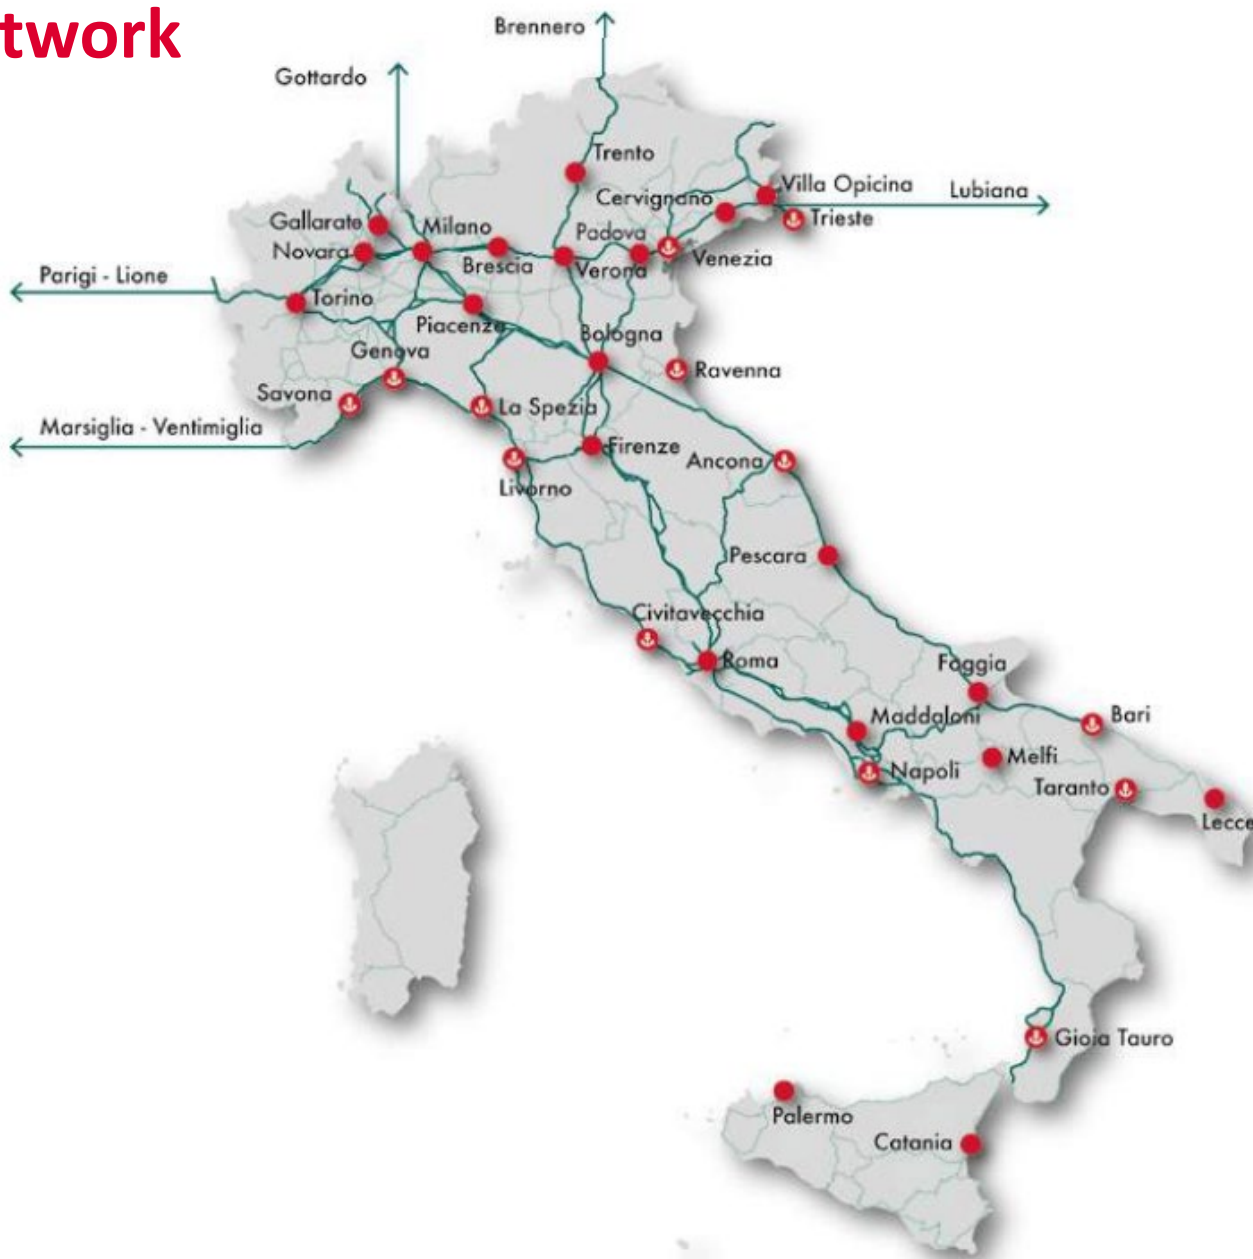 twork
Brennero
Gottardo
Trento
Villa Opicina
Lubiana
Cervignano
Trieste
Gallarate
Milano
Padova
Novara
Brescia
Verona
Venezia
Parigi - Lione
Torino
Piacenza
Bologna
Genova
Ravenna
Savona
La Spezia
Marsiglia - Ventimiglia
Firenze
Ancona
Livorno
Pescara
Civitavecchia
Roma
Foggia
Maddaloni
Bari
Melfi
Napoli
Taranto
Lecce
Gioia Tauro
Palermo
Catania